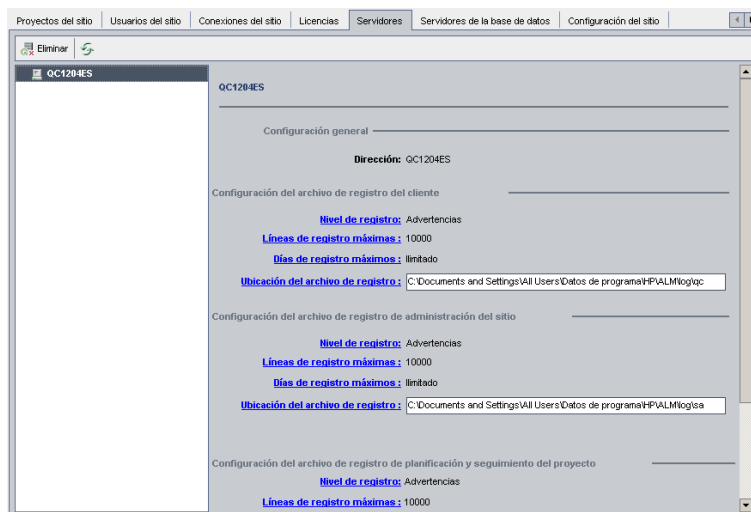 Proyectos del sitio Usuarios del sitio Conexiones del sitio Licencias Servidores Servidores de la base de datos Configuración del sitio
Eliminar
QC1204ES
QC1204ES
Configuración general
Dirección: QC1204ES
Configuración del archivo de registro del cliente
Nivel de registro: Advertencias
Líneas de registro máximas : 10000
Días de registro máximos : Ilimitado
Ubicación del archivo de registro : C:\Documents and Settings\All Users\Datos de programa\HP\ALM\log\qc
Configuración del archivo de registro de administración del sitio
Nivel de registro: Advertencias
Líneas de registro máximas : 10000
Días de registro máximos : Ilimitado
Ubicación del archivo de registro : C:\Documents and Settings\All Users\Datos de programa\HP\ALM\log\sa
Configuración del archivo de registro de planificación y seguimiento del proyecto
Nivel de registro: Advertencias
Líneas de registro máximas : 10000